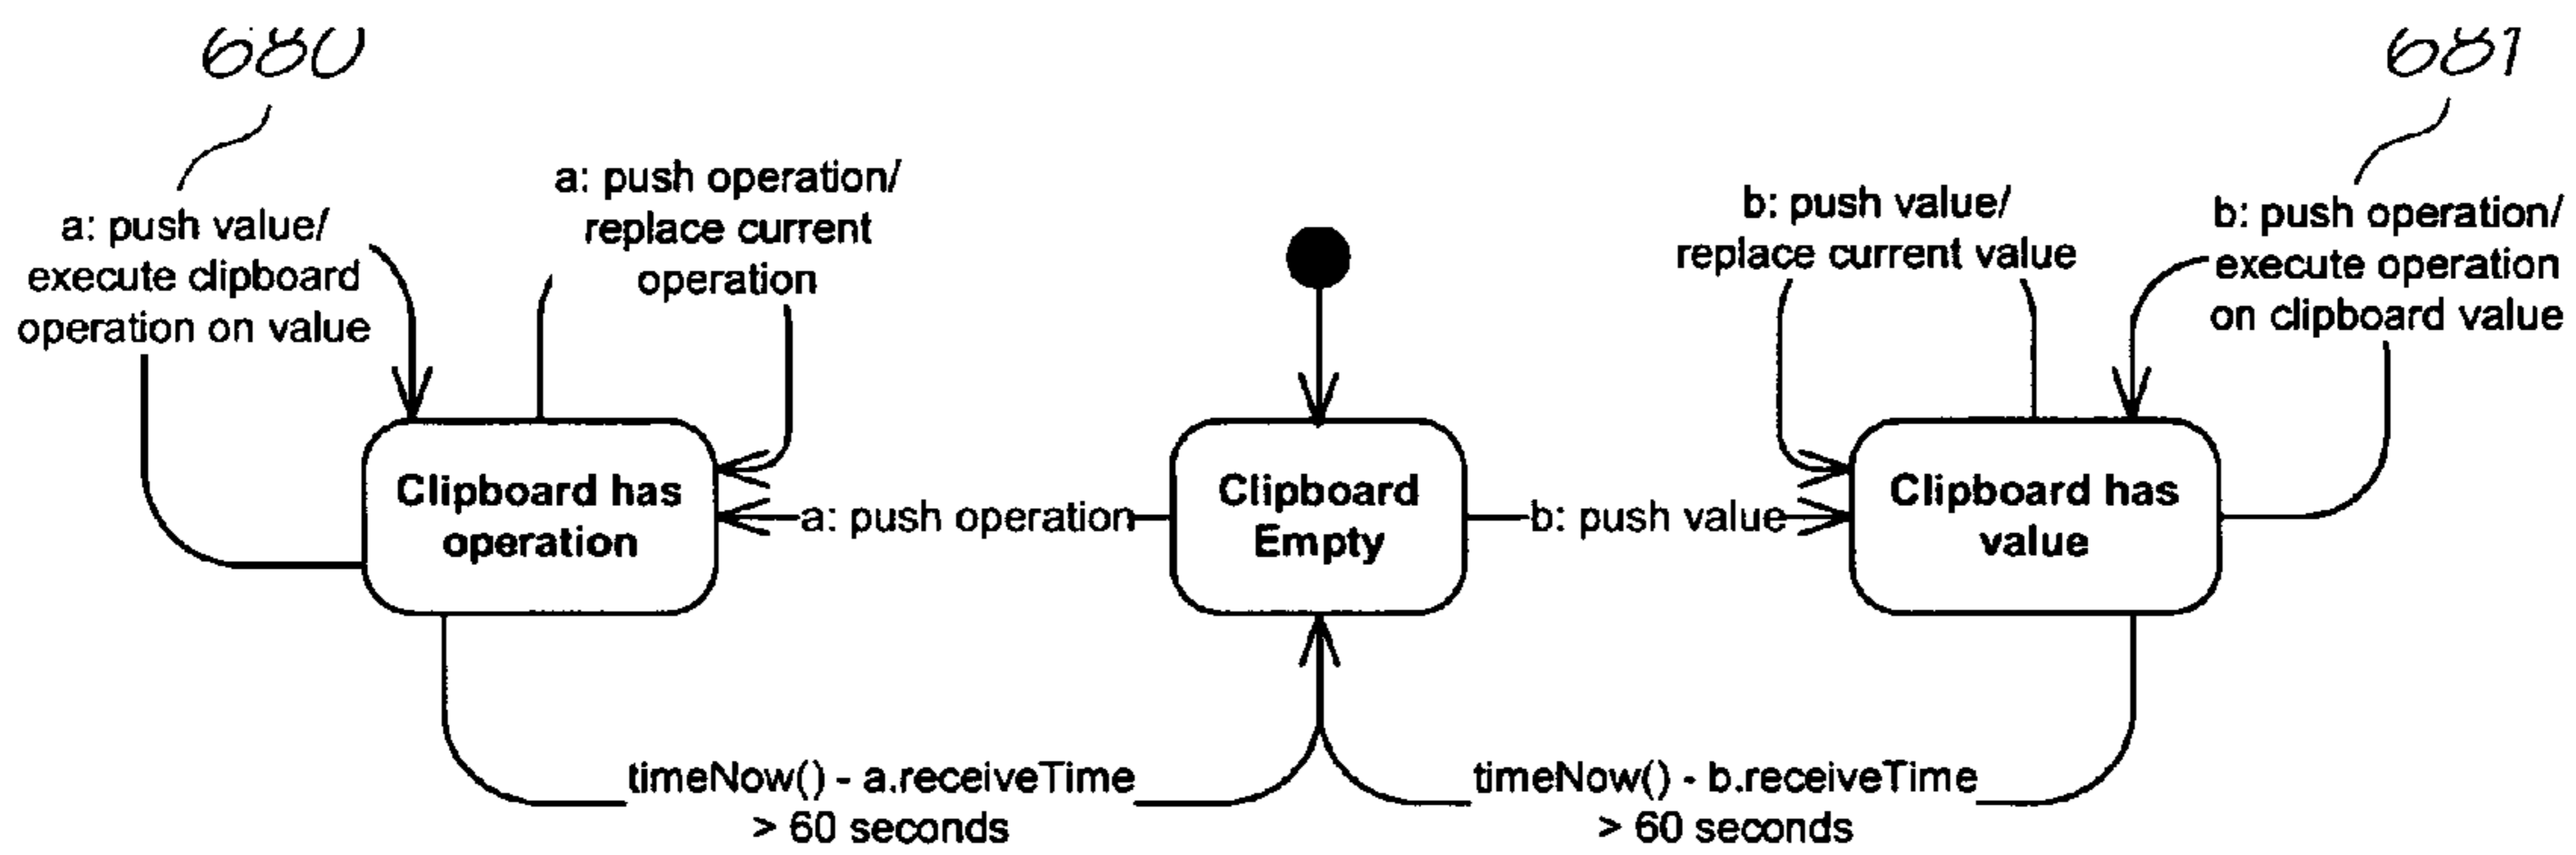 680
681
a: push value/
execute clipboard
operation on value
a: push operation/
replace current
operation
b: push value/
replace current value
b: push operation/
execute operation
on clipboard value
Clipboard has
operation
a: push operation
Clipboard
Empty
b: push value
Clipboard has
value
timeNow() - a.receiveTime
> 60 seconds
timeNow() - b.receiveTime
> 60 seconds